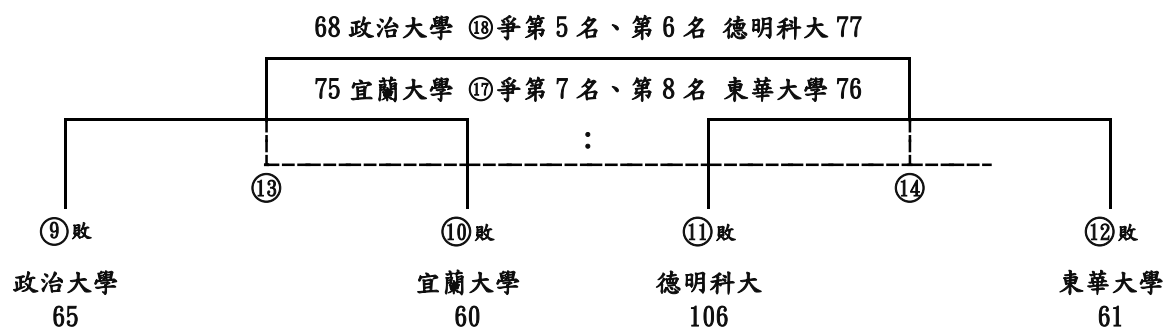 68 政治大學 ⑱爭第 5 名、第 6 名 德明科大 77
75 宜蘭大學 ⑰爭第 7 名、第 8 名 東華大學 76
:
⑬ ⑭
⑨敗 ⑩敗 ⑪敗 ⑫敗
政治大學 宜蘭大學 德明科大 東華大學
65 60 106 61